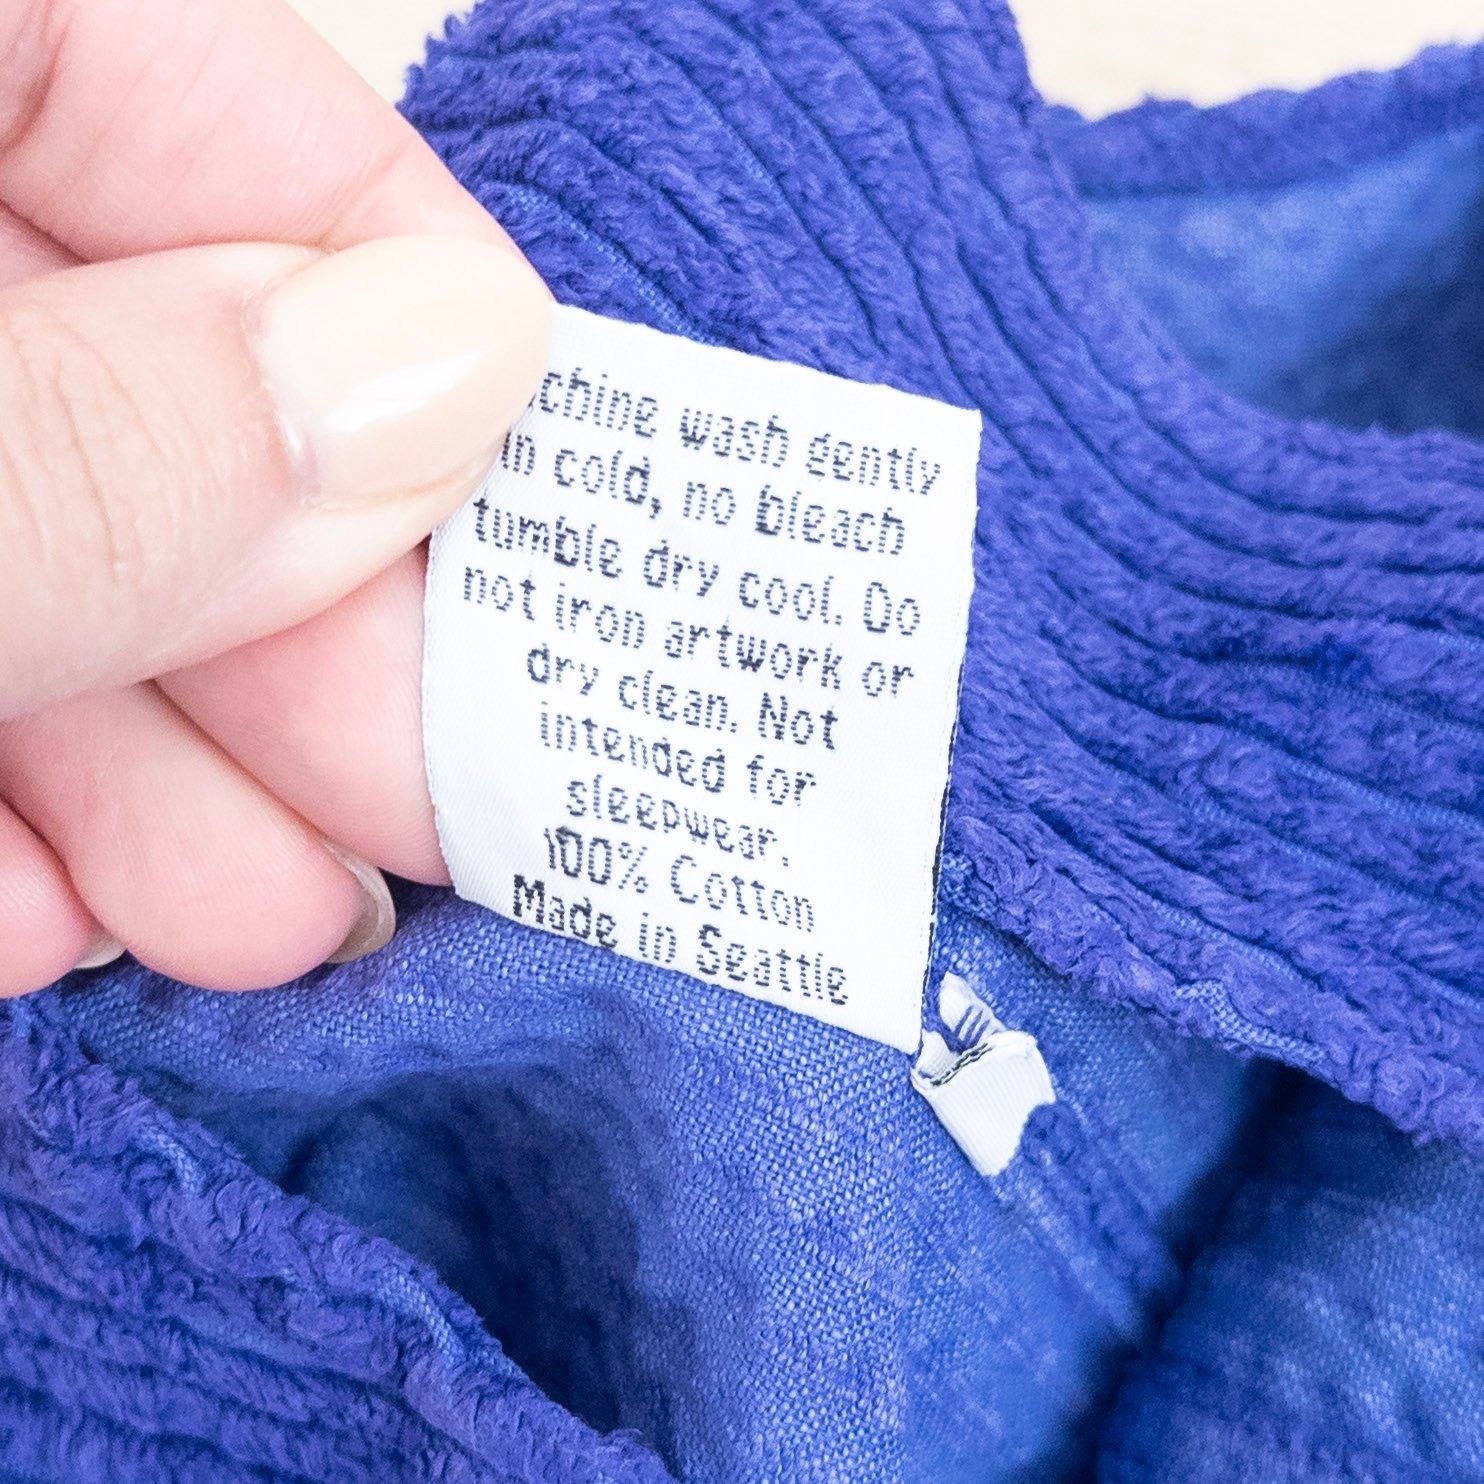 chine wash gently
in cold, no bleach
tumble dry cool. Do
not iron artwork or
dry clean. Not
intended for
sleepwear.
100% Cotton
Made in Seattle